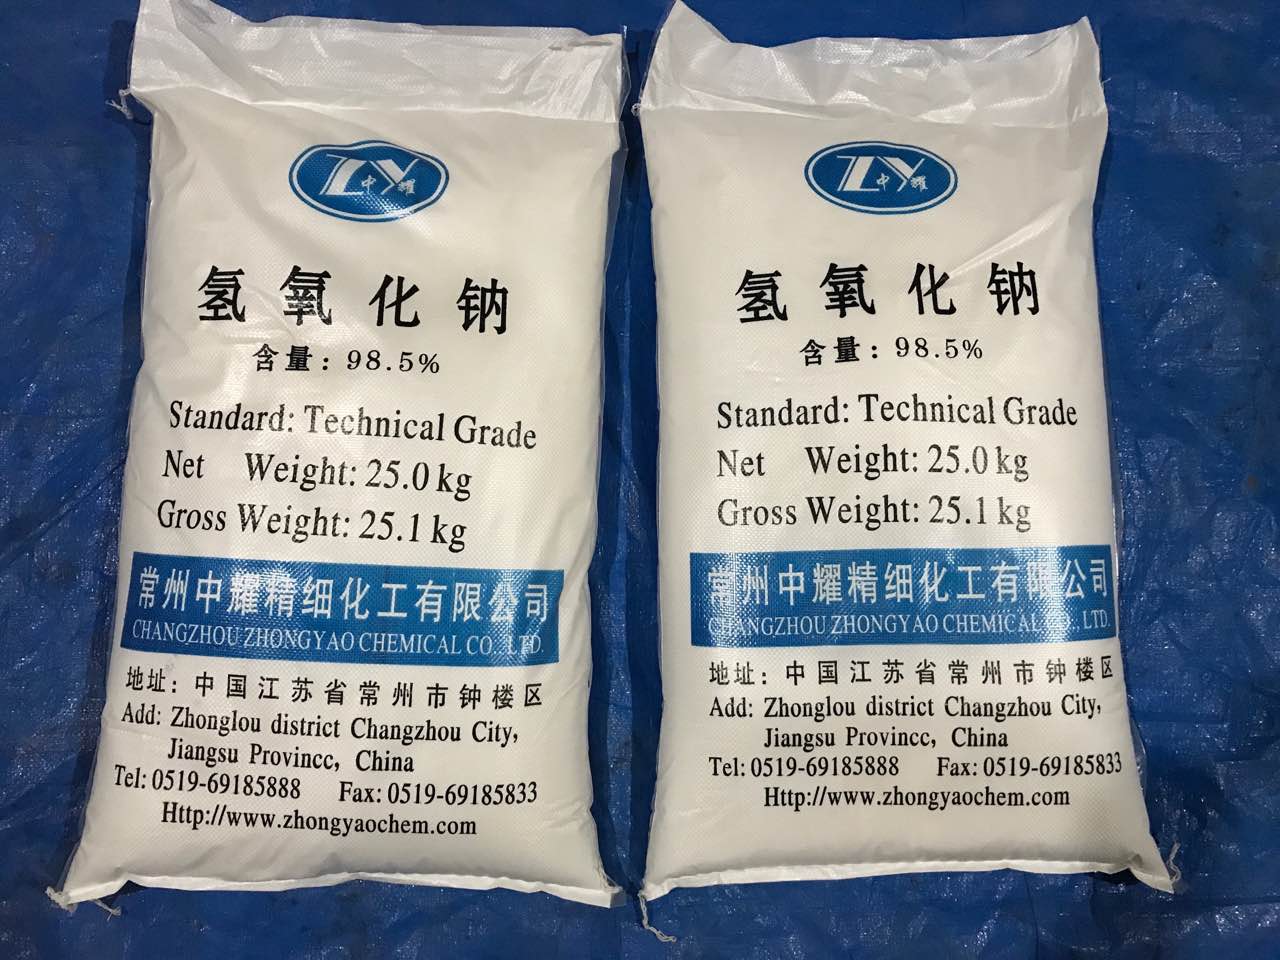 ZY
中耀
氢氧化钠
含量：98.5%
Standard: Technical Grade
Net Weight: 25.0 kg
Gross Weight: 25.1 kg
常州中耀精细化工有限公司
CHANGZHOU ZHONGYAO CHEMICAL CO., LTD.
地址：中国江苏省常州市钟楼区
Add: Zhonglou district Changzhou City,
Jiangsu Provincc, China
Tel: 0519-69185888 Fax: 0519-69185833
Http://www.zhongyaochem.com
ZY
中耀
氢氧化钠
含量：98.5%
Standard: Technical Grade
Net Weight: 25.0 kg
Gross Weight: 25.1 kg
常州中耀精细化工有限公司
CHANGZHOU ZHONGYAO CHEMICAL CO., LTD.
地址：中国江苏省常州市钟楼区
Add: Zhonglou district Changzhou City,
Jiangsu Provincc, China
Tel: 0519-69185888 Fax: 0519-69185833
Http://www.zhongyaochem.com